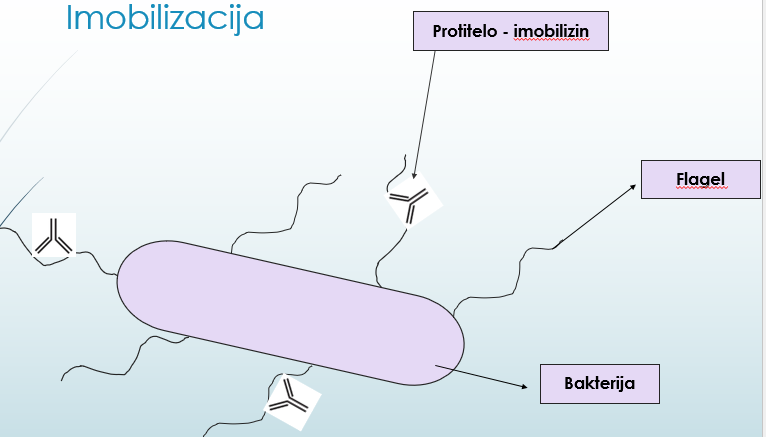 Imobilizacija
Protitelo - imobilizin
Flagel
Bakterija